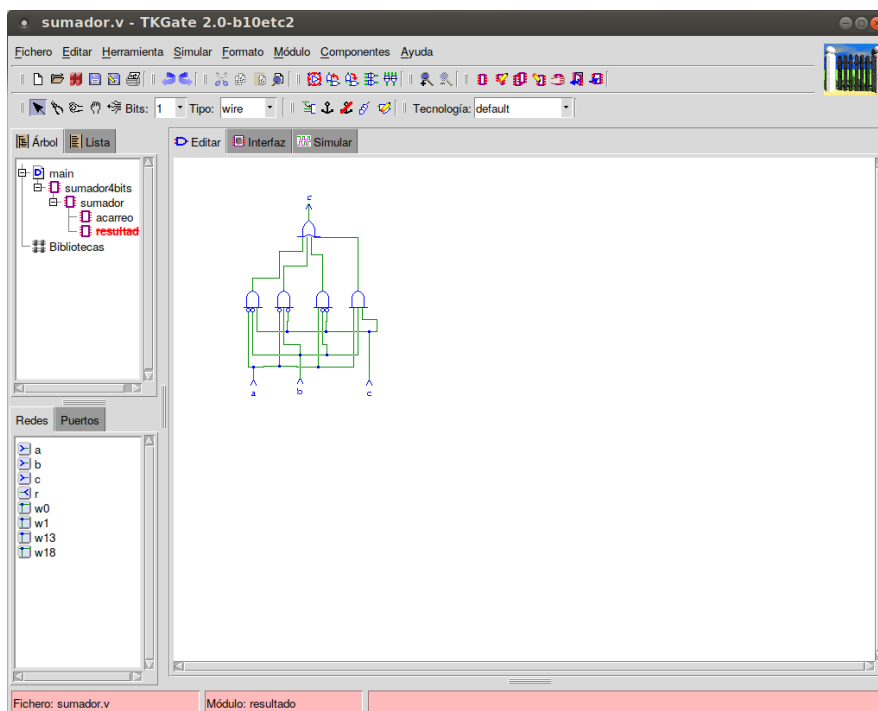 sumador.v - TKGate 2.0-b10etc2
Fichero Editar Herramienta Simular Formato Módulo Componentes Ayuda
Bits: 1 Tipo: wire Tecnología: default
Árbol Lista Editar Interfaz Simular
main
sumador4bits
sumador
acarreo
resultad
Bibliotecas
r
a b c
Redes Puertos
a
b
c
r
w0
w1
w13
w18
Fichero: sumador.v Módulo: resultado